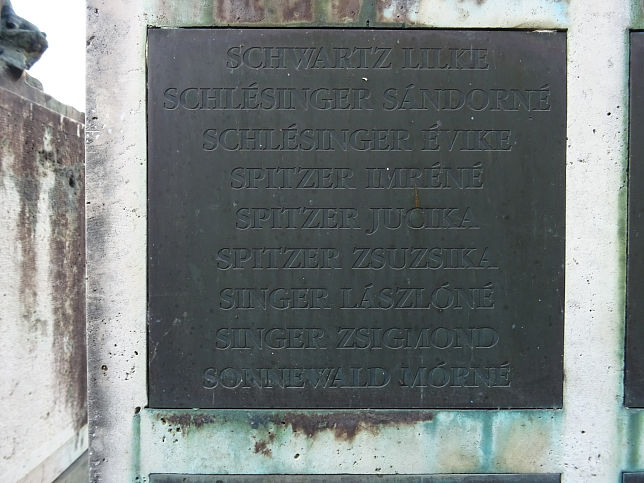 SCHWARTZ LILKE
SCHLÉSINGER SÁNDORNÉ
SCHLÉSINGER ÉVIKE
SPITZER IMRÉNÉ
SPITZER JUCIKA
SPITZER ZSUZSIKA
SINGER LÁSZLÓNÉ
SINGER ZSIGMOND
SONNEWALD MÓRNÉ